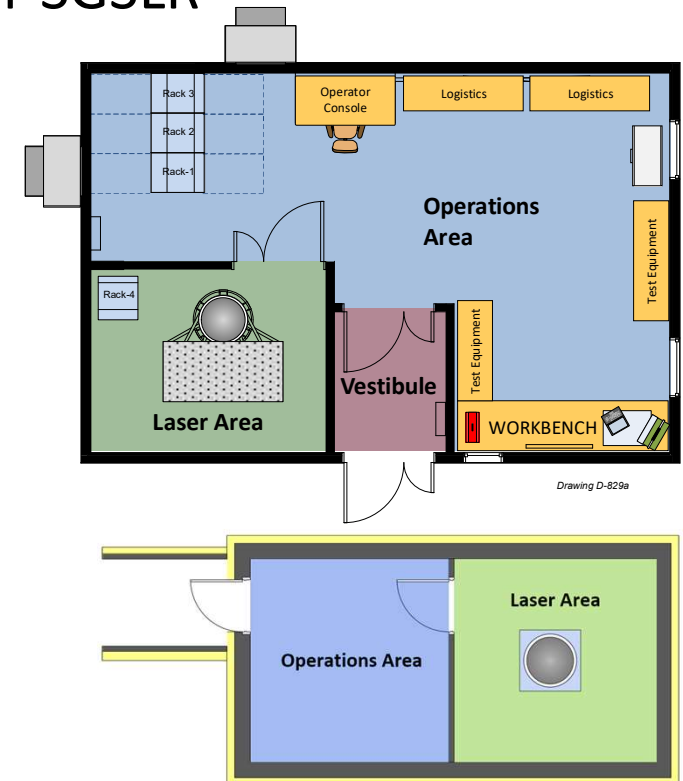 SGSLR
Rack 3
Operator
Console
Logistics
Logistics
Rack 2
Rack-1
Operations
Area
Test Equipment
Rack-4
Test Equipment
Vestibule
Laser Area
WORKBENCH
Drawing D-829a
Laser Area
Operations Area